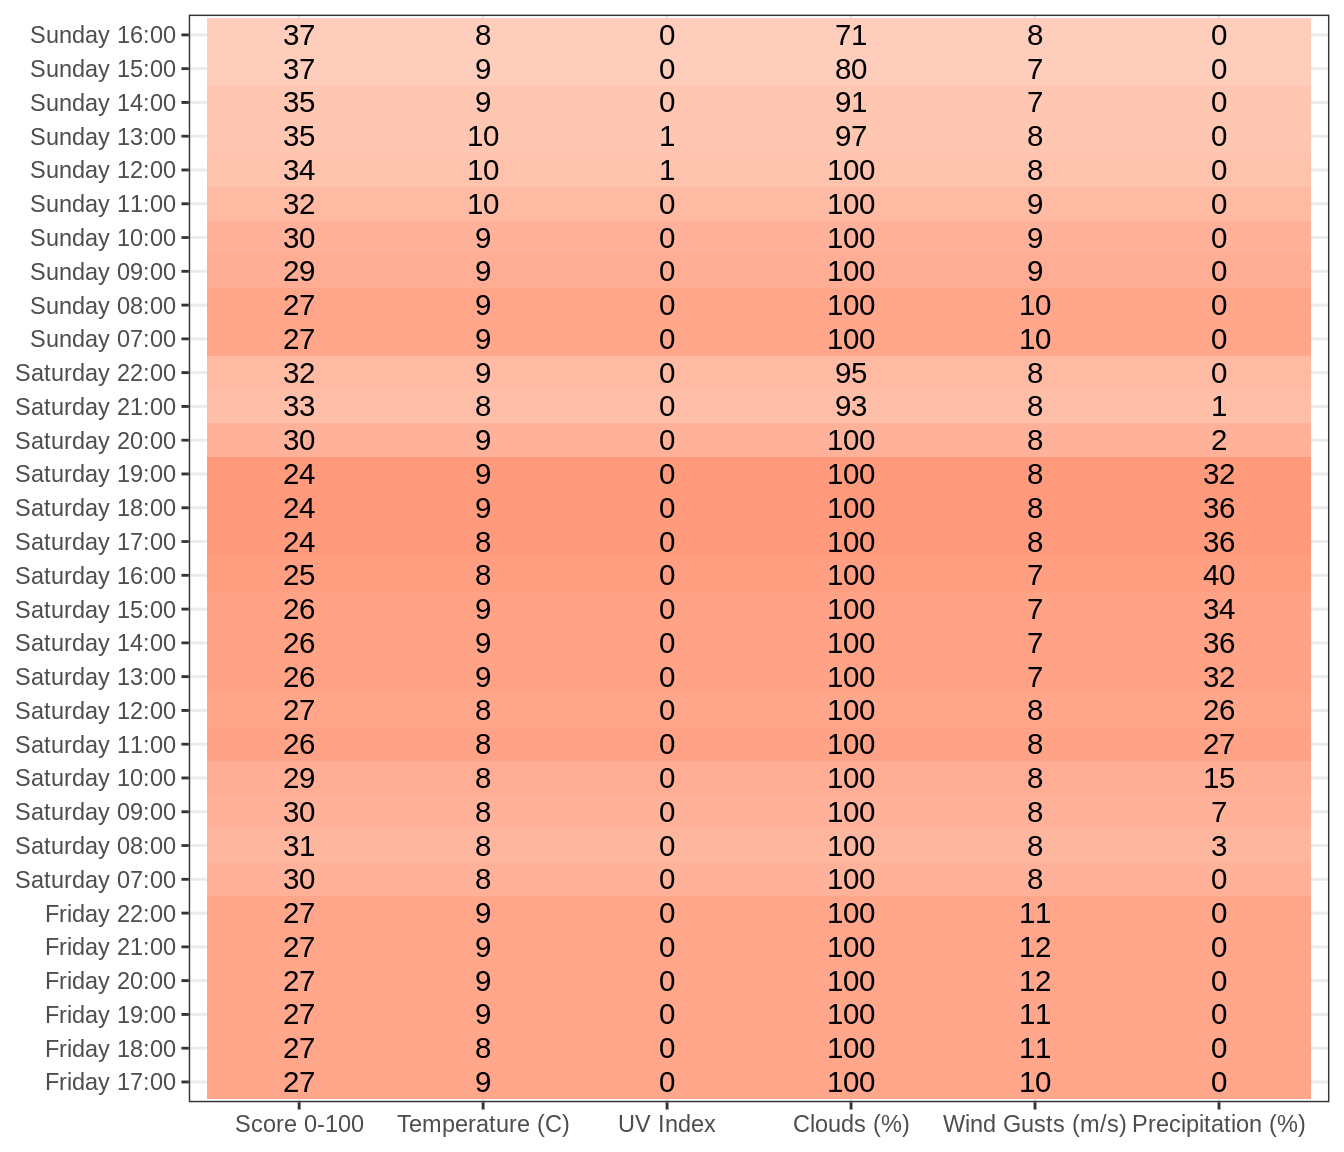 Sunday 16:00 37 8 0 71 8 0
Sunday 15:00 37 9 0 80 7 0
Sunday 14:00 35 9 0 91 7 0
Sunday 13:00 35 10 1 97 8 0
Sunday 12:00 34 10 1 100 8 0
Sunday 11:00 32 10 0 100 9 0
Sunday 10:00 30 9 0 100 9 0
Sunday 09:00 29 9 0 100 9 0
Sunday 08:00 27 9 0 100 10 0
Sunday 07:00 27 9 0 100 10 0
Saturday 22:00 32 9 0 95 8 0
Saturday 21:00 33 8 0 93 8 1
Saturday 20:00 30 9 0 100 8 2
Saturday 19:00 24 9 0 100 8 32
Saturday 18:00 24 9 0 100 8 36
Saturday 17:00 24 8 0 100 8 36
Saturday 16:00 25 8 0 100 7 40
Saturday 15:00 26 9 0 100 7 34
Saturday 14:00 26 9 0 100 7 36
Saturday 13:00 26 9 0 100 7 32
Saturday 12:00 27 8 0 100 8 26
Saturday 11:00 26 8 0 100 8 27
Saturday 10:00 29 8 0 100 8 15
Saturday 09:00 30 8 0 100 8 7
Saturday 08:00 31 8 0 100 8 3
Saturday 07:00 30 8 0 100 8 0
Friday 22:00 27 9 0 100 11 0
Friday 21:00 27 9 0 100 12 0
Friday 20:00 27 9 0 100 12 0
Friday 19:00 27 9 0 100 11 0
Friday 18:00 27 8 0 100 11 0
Friday 17:00 27 9 0 100 10 0
Score 0-100 Temperature (C) UV Index Clouds (%) Wind Gusts (m/s) Precipitation (%)